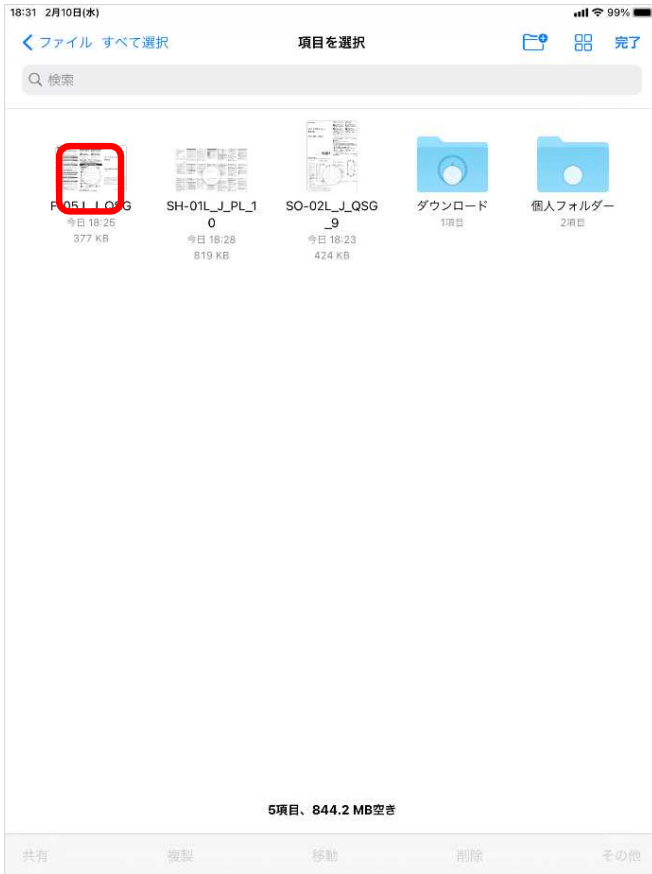 18:31 2月10日(水) 99%
ファイル すべて選択 項目を選択 完了
検索
SH-01L_J_PL_1 SO-02L_J_QSG ダウンロード 個人フォルダー
0 _9 1項目 2項目
今日 18:25 今日 18:28 今日 18:23
377 KB 819 KB 424 KB
5項目、844.2 MB空き
共有 複製 移動 削除 その他